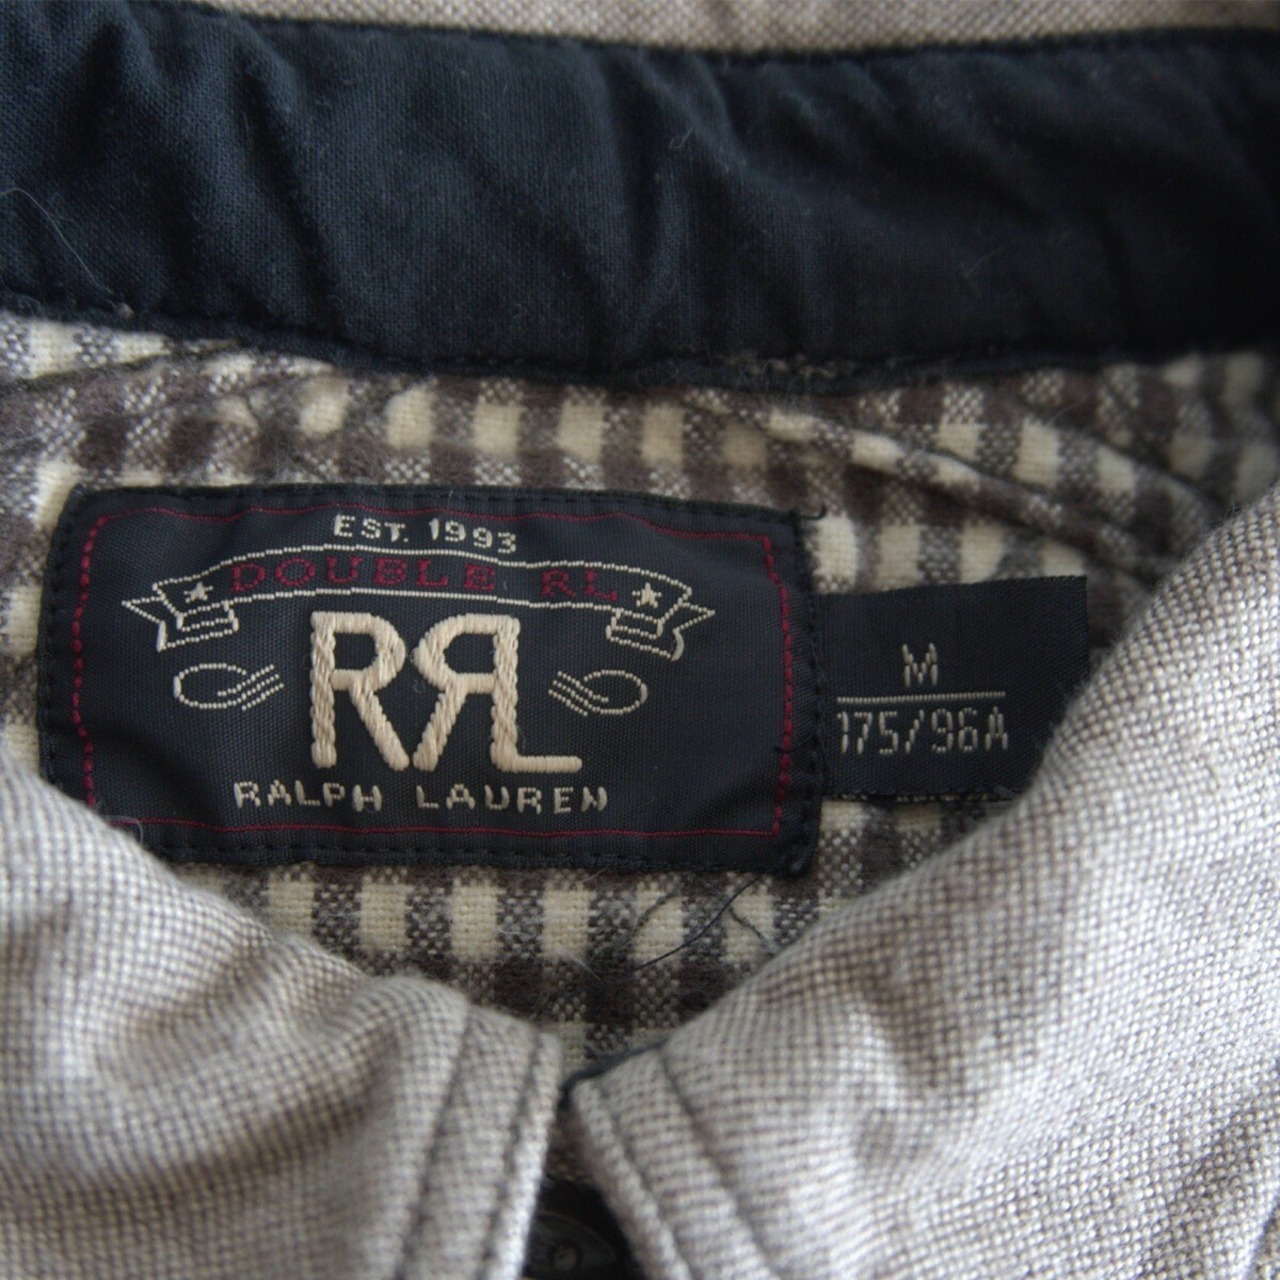 EST. 1993
DOUBLE RL
RRL
RALPH LAUREN
M
175/96A